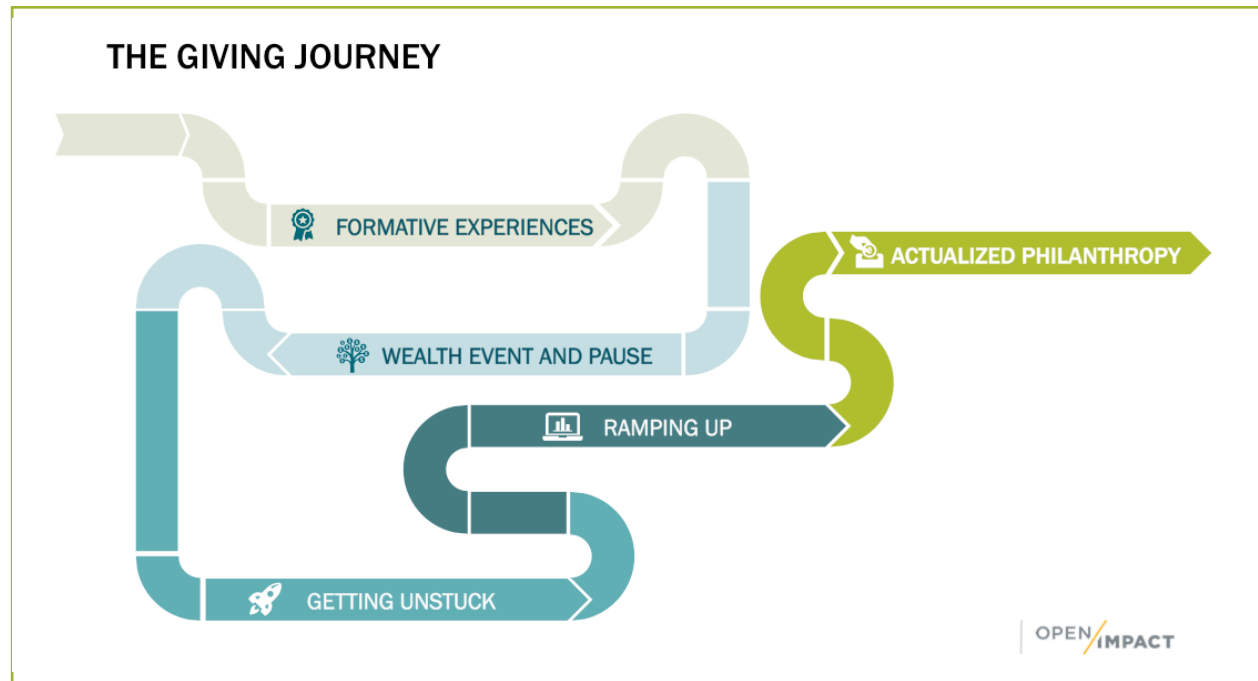 THE GIVING JOURNEY
FORMATIVE EXPERIENCES
WEALTH EVENT AND PAUSE
GETTING UNSTUCK
RAMPING UP
ACTUALIZED PHILANTHROPY
OPEN/IMPACT